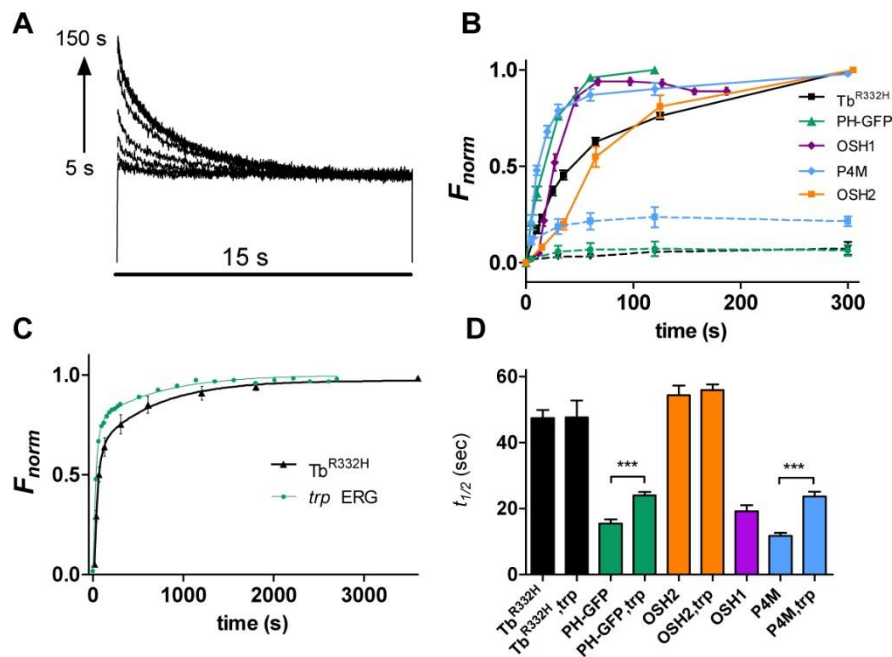 A
150 s
5 s
15 s
B
F_norm
1.0
0.5
0.0
0 100 200 300
time (s)
Tb^R332H
PH-GFP
OSH1
P4M
OSH2
C
F_norm
1.0
0.5
0.0
0 1000 2000 3000
time (s)
Tb^R332H
trp ERG
D
t_1/2 (sec)
60
40
20
0
***
***
Tb^R332H
Tb^R332H,trp
PH-GFP
PH-GFP,trp
OSH2
OSH2,trp
OSH1
P4M
P4M,trp